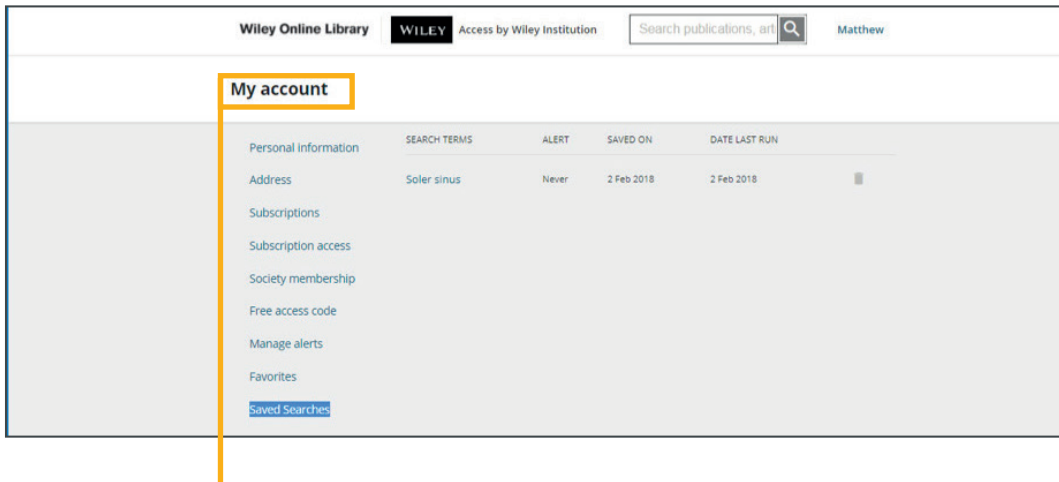 Wiley Online Library WILEY Access by Wiley Institution Search publications, art Matthew
My account
Personal information
Address
Subscriptions
Subscription access
Society membership
Free access code
Manage alerts
Favorites
Saved Searches
SEARCH TERMS ALERT SAVED ON DATE LAST RUN
Soler sinus Never 2 Feb 2018 2 Feb 2018